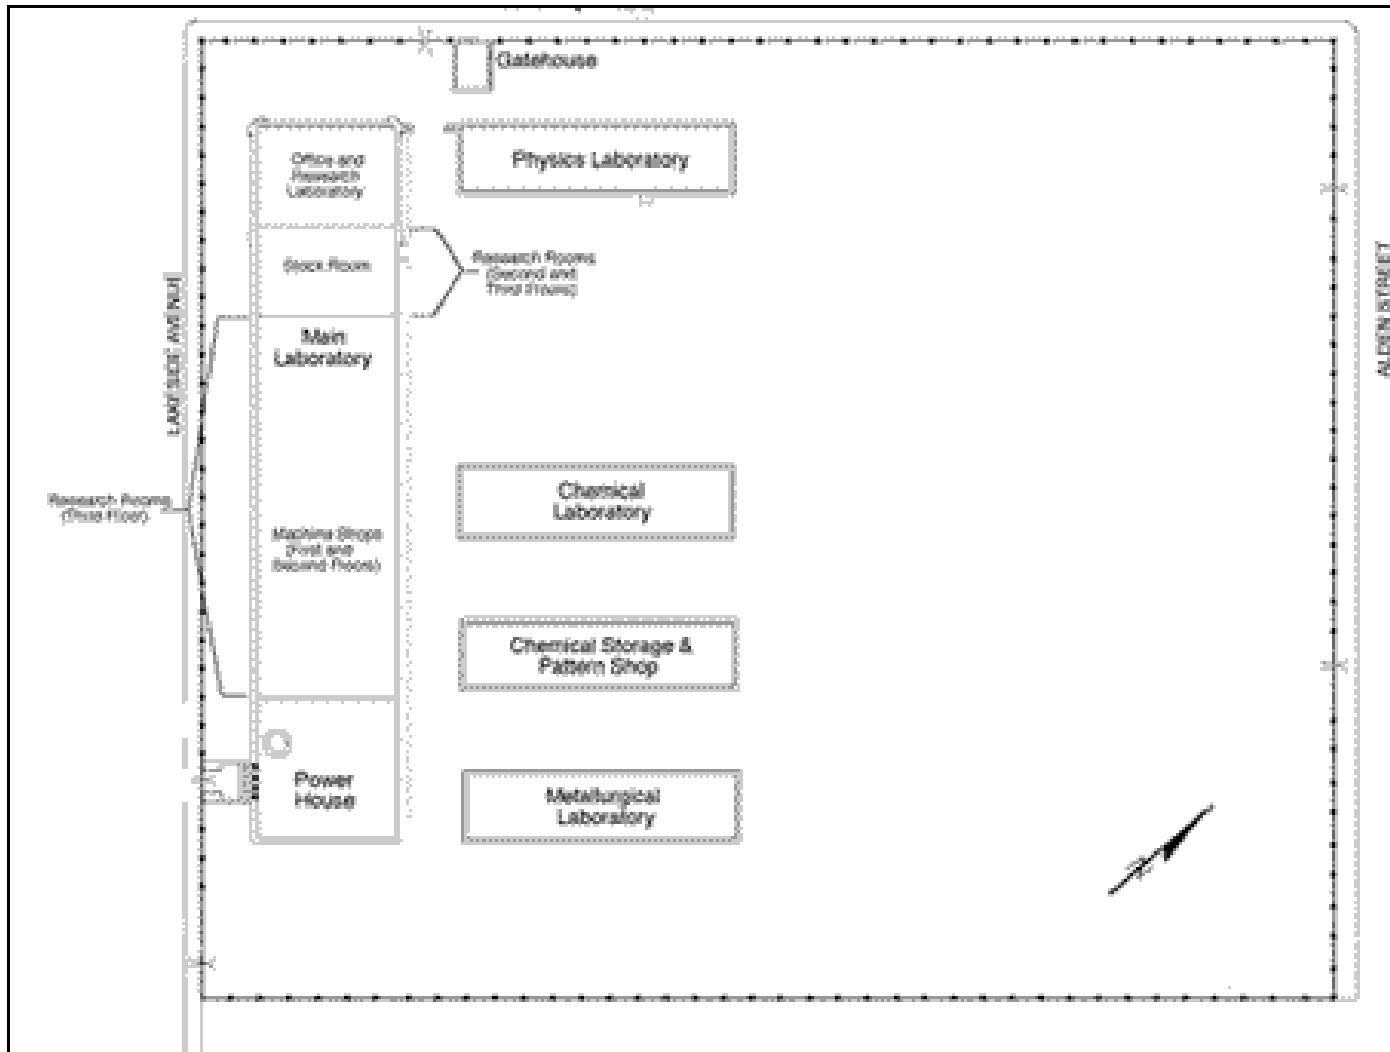 Gatehouse
Physics Laboratory
Office and
Research
Laboratory
Stock Room
Research Rooms
(Second and
Third Floors)
Main
Laboratory
LAKESIDE AVENUE
ALDEN STREET
Research Rooms
(Third Floor)
Chemical
Laboratory
Machine Shops
(First and
Second Floors)
Chemical Storage &
Pattern Shop
Power
House
Metallurgical
Laboratory
N